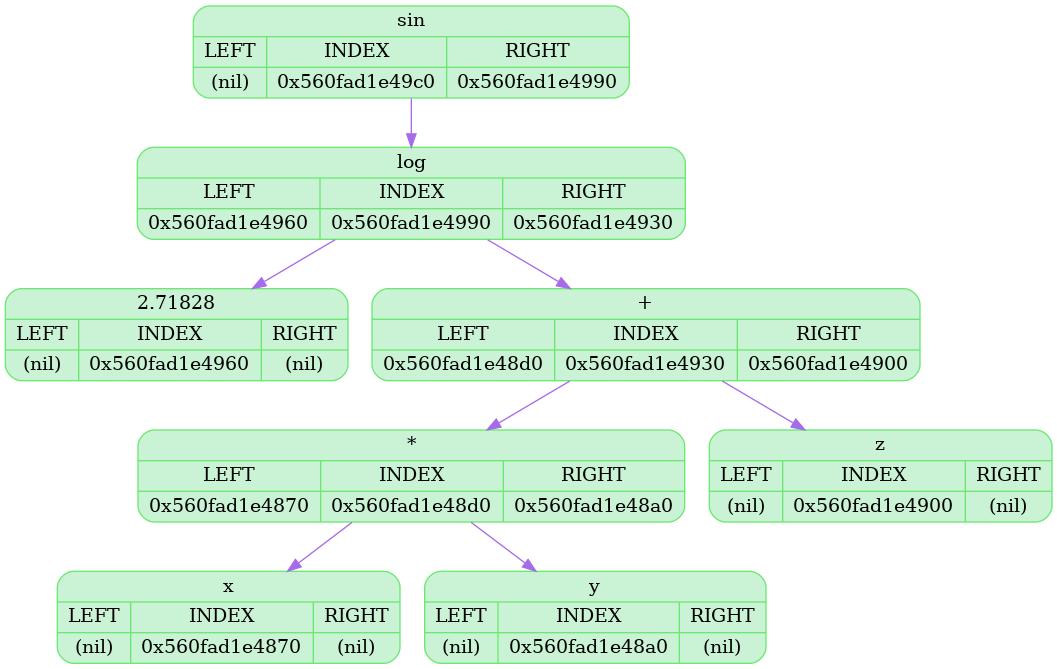 sin
LEFT INDEX RIGHT
(nil) 0x560fad1e49c0 0x560fad1e4990
log
LEFT INDEX RIGHT
0x560fad1e4960 0x560fad1e4990 0x560fad1e4930
2.71828
LEFT INDEX RIGHT
(nil) 0x560fad1e4960 (nil)
+
LEFT INDEX RIGHT
0x560fad1e48d0 0x560fad1e4930 0x560fad1e4900
*
LEFT INDEX RIGHT
0x560fad1e4870 0x560fad1e48d0 0x560fad1e48a0
z
LEFT INDEX RIGHT
(nil) 0x560fad1e4900 (nil)
x
LEFT INDEX RIGHT
(nil) 0x560fad1e4870 (nil)
y
LEFT INDEX RIGHT
(nil) 0x560fad1e48a0 (nil)